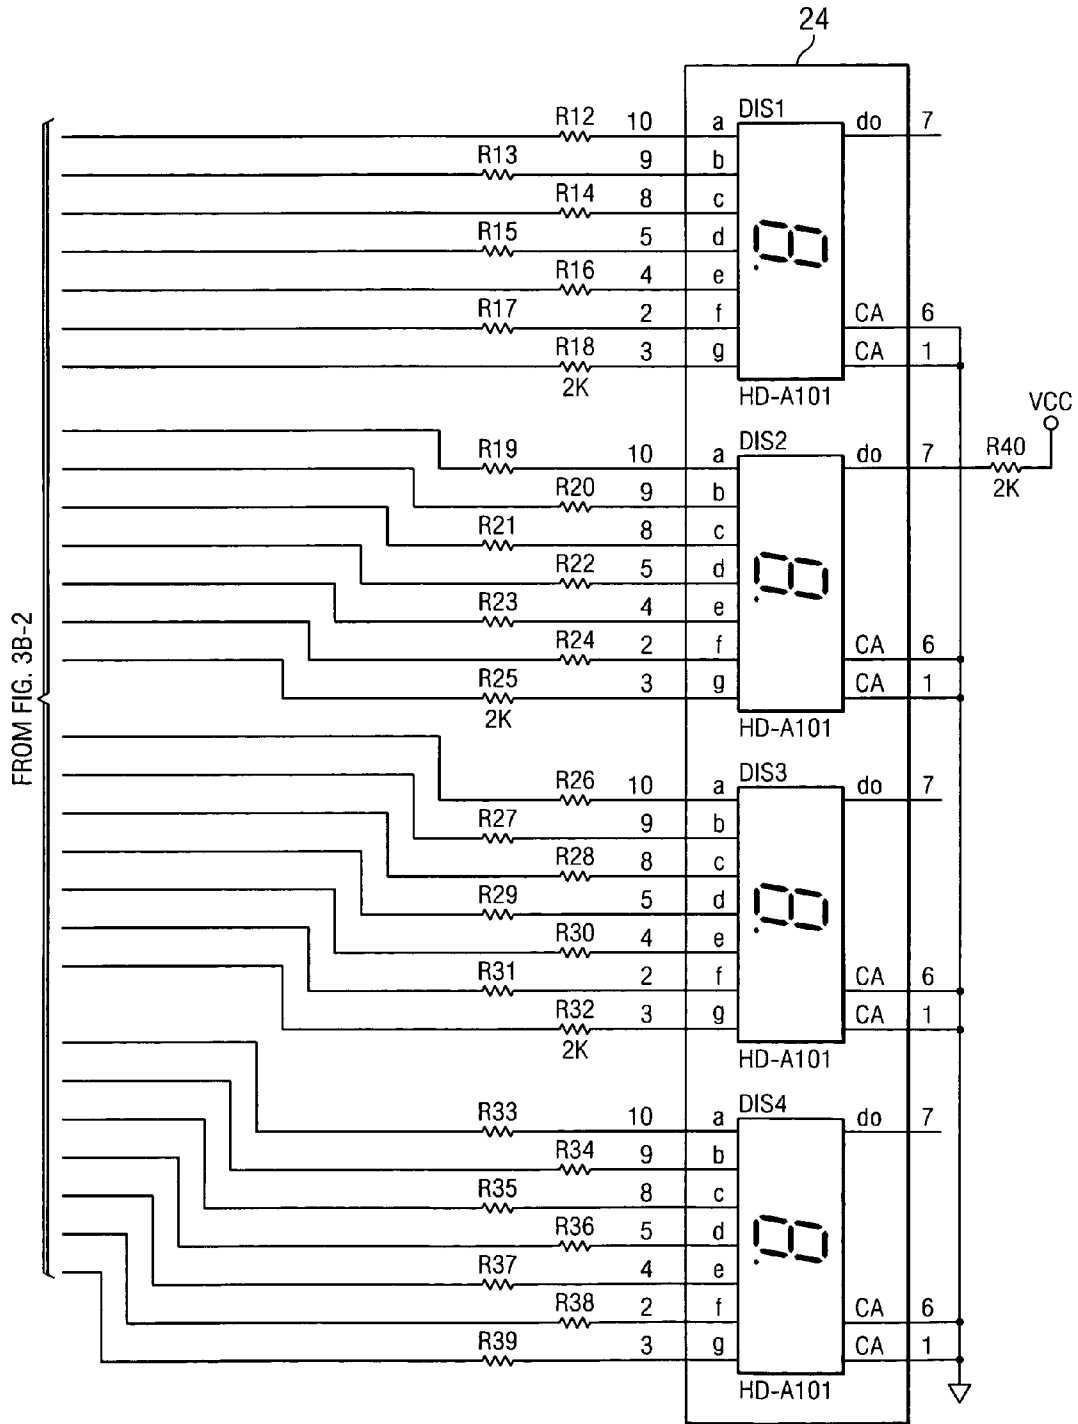 24
DIS1
R12 10 a do 7
R13 9 b
R14 8 c
R15 5 d
R16 4 e
R17 2 f CA 6
R18 3 g CA 1
2K
HD-A101
VCC
DIS2
R19 10 a do 7 R40
2K
R20 9 b
R21 8 c
R22 5 d
R23 4 e
R24 2 f CA 6
R25 3 g CA 1
2K
HD-A101
FROM FIG. 3B-2
DIS3
R26 10 a do 7
R27 9 b
R28 8 c
R29 5 d
R30 4 e
R31 2 f CA 6
R32 3 g CA 1
2K
HD-A101
DIS4
R33 10 a do 7
R34 9 b
R35 8 c
R36 5 d
R37 4 e
R38 2 f CA 6
R39 3 g CA 1
HD-A101